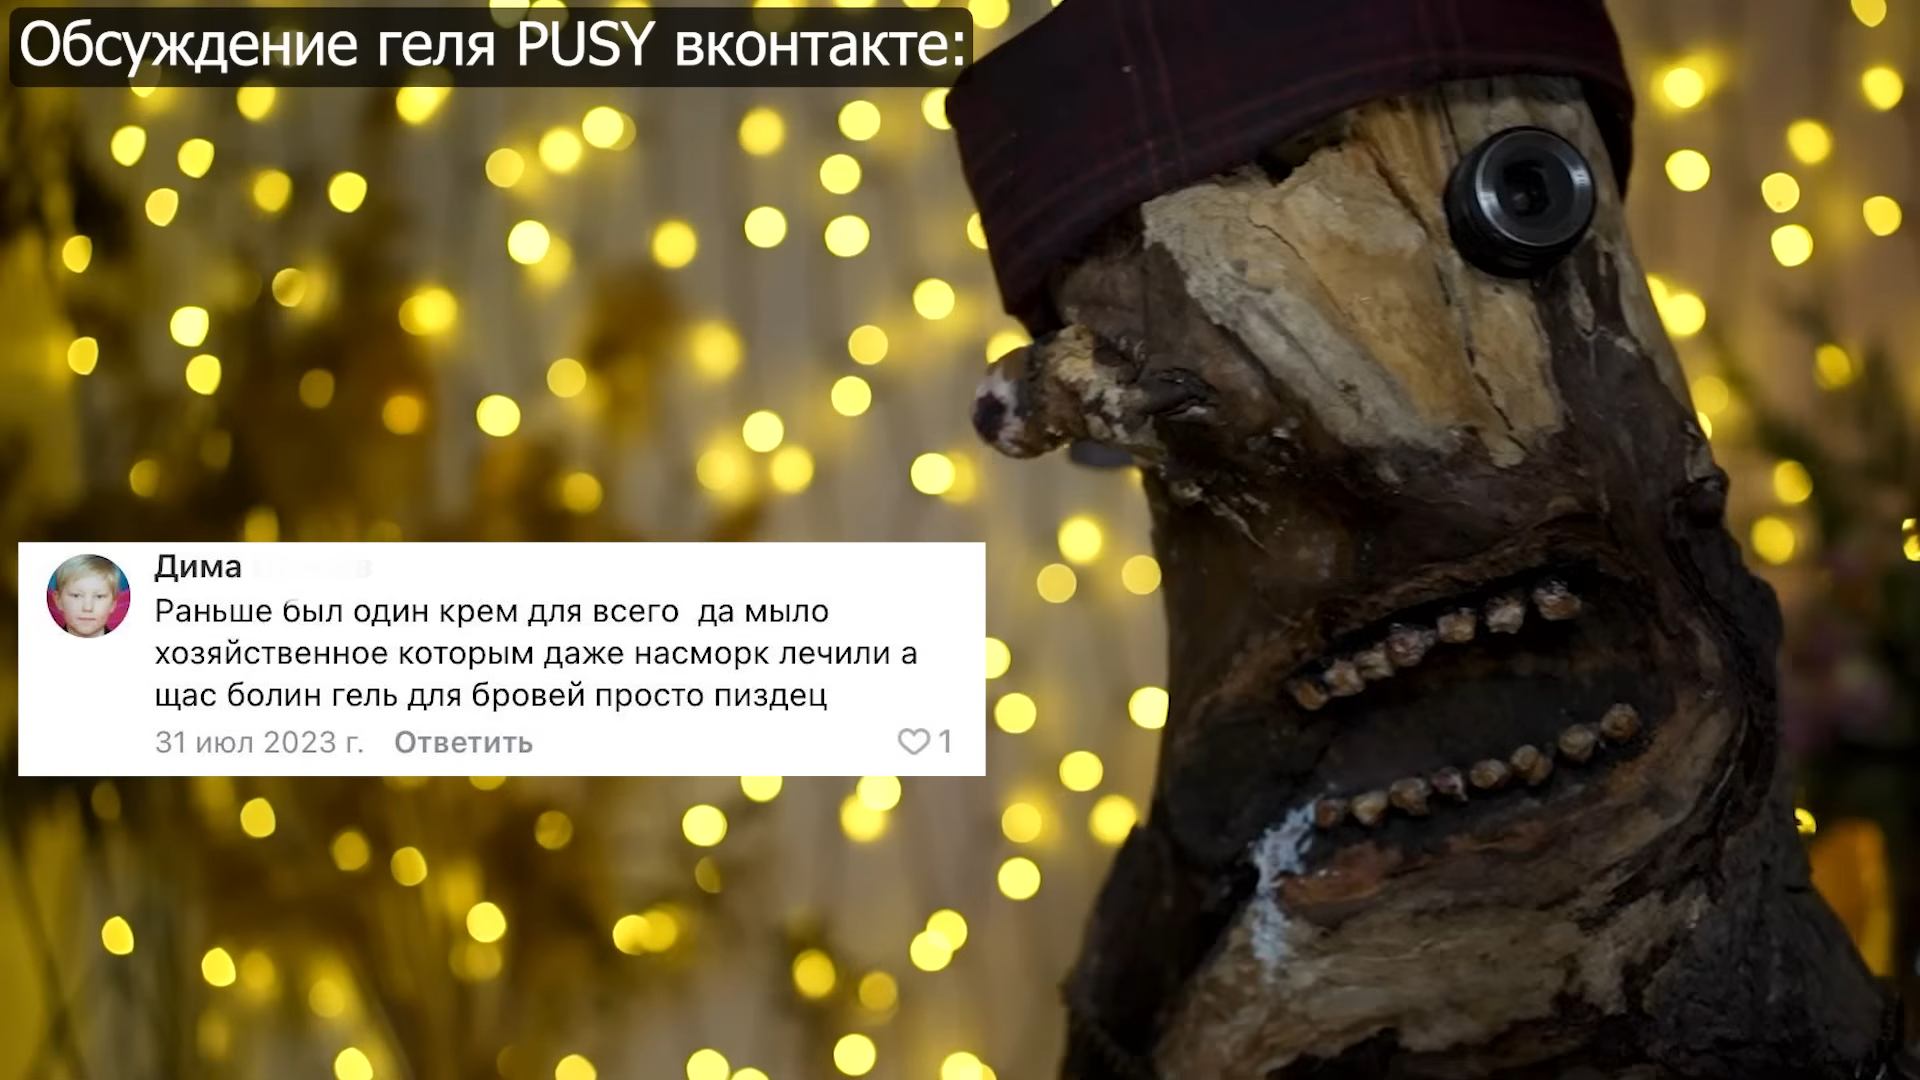 Обсуждение геля PUSY вконтакте:
Дима
Раньше был один крем для всего да мыло
хозяйственное которым даже насморк лечили а
щас болин гель для бровей просто пиздец
31 июл 2023 г. Ответить 1